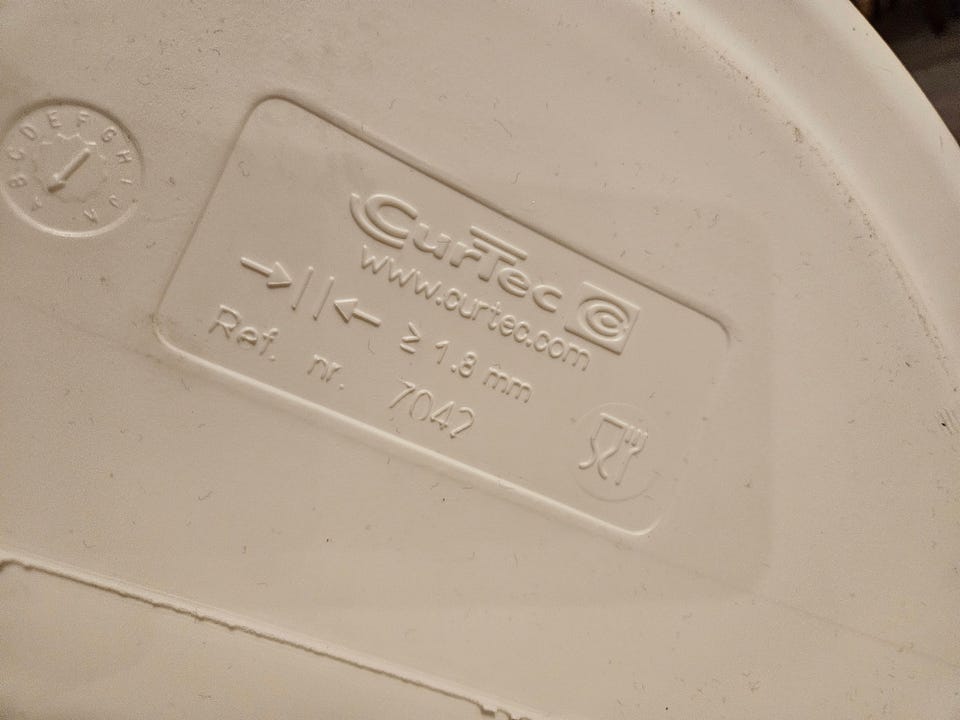 CurTec
www.curtec.com
≥ 1.8 mm
Ref. nr. 7042
A B C D E F G H I J K